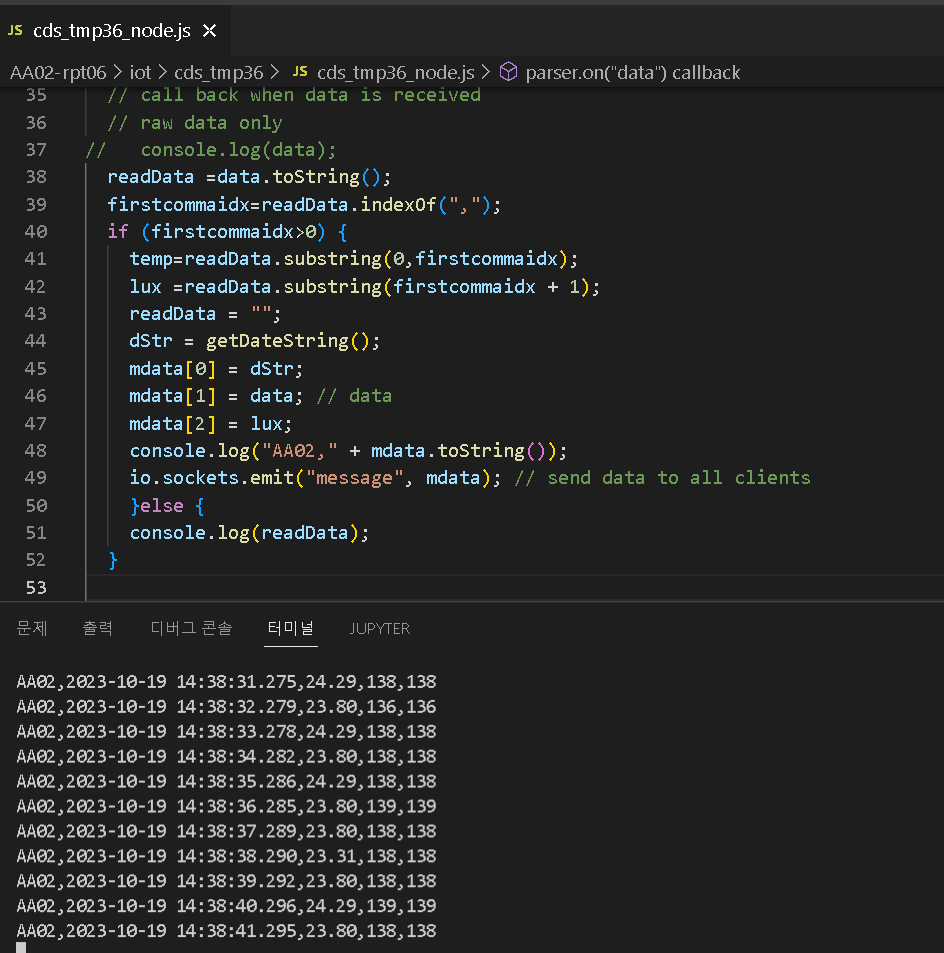 JS cds_tmp36_node.js ×
AA02-rpt06 > iot > cds_tmp36 > JS cds_tmp36_node.js > parser.on("data") callback
35 // call back when data is received
36 // raw data only
37 // console.log(data);
38 readData =data.toString();
39 firstcommaidx=readData.indexOf(",");
40 if (firstcommaidx>0) {
41 temp=readData.substring(0,firstcommaidx);
42 lux =readData.substring(firstcommaidx + 1);
43 readData = "";
44 dStr = getDateString();
45 mdata[0] = dStr;
46 mdata[1] = data; // data
47 mdata[2] = lux;
48 console.log("AA02," + mdata.toString());
49 io.sockets.emit("message", mdata); // send data to all clients
50 }else {
51 console.log(readData);
52 }
53
문제 출력 디버그 콘솔 터미널 JUPYTER
AA02,2023-10-19 14:38:31.275,24.29,138,138
AA02,2023-10-19 14:38:32.279,23.80,136,136
AA02,2023-10-19 14:38:33.278,24.29,138,138
AA02,2023-10-19 14:38:34.282,23.80,138,138
AA02,2023-10-19 14:38:35.286,24.29,138,138
AA02,2023-10-19 14:38:36.285,23.80,139,139
AA02,2023-10-19 14:38:37.289,23.80,138,138
AA02,2023-10-19 14:38:38.290,23.31,138,138
AA02,2023-10-19 14:38:39.292,23.80,138,138
AA02,2023-10-19 14:38:40.296,24.29,139,139
AA02,2023-10-19 14:38:41.295,23.80,138,138